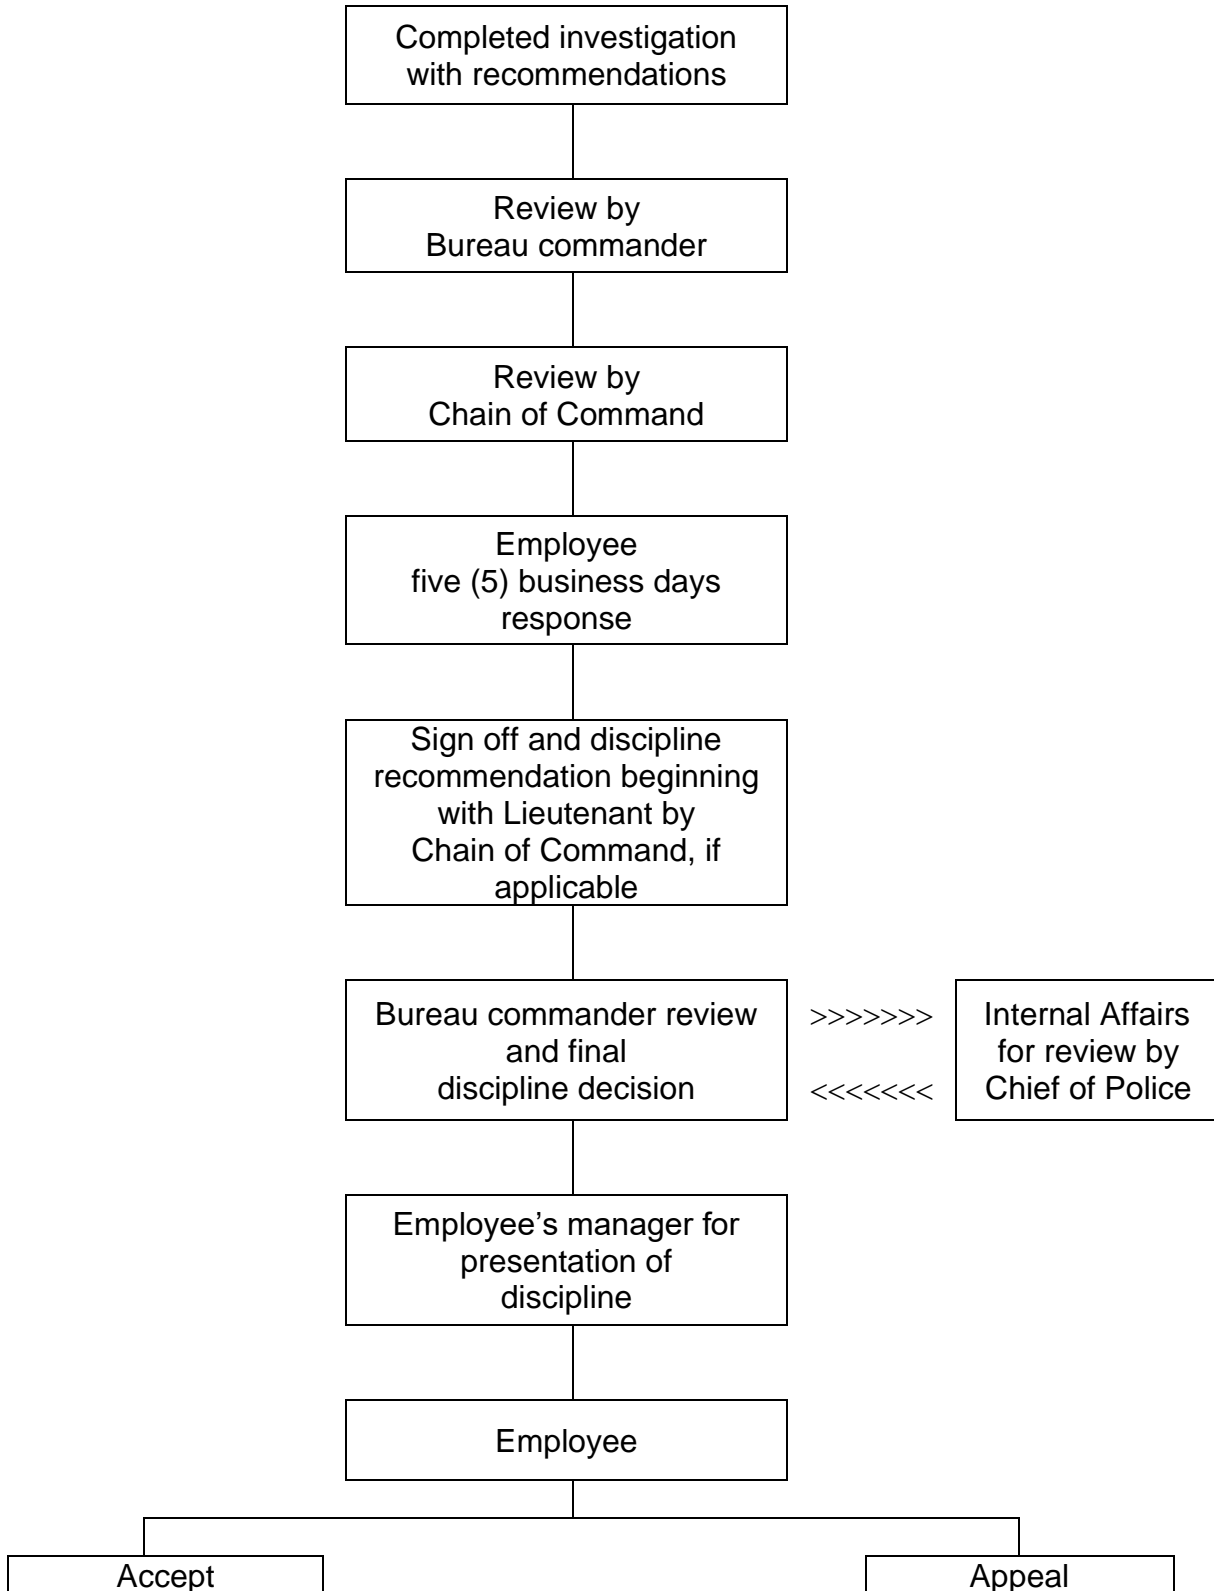 Completed investigation
with recommendations
Review by
Bureau commander
Review by
Chain of Command
Employee
five (5) business days
response
Sign off and discipline
recommendation beginning
with Lieutenant by
Chain of Command, if
applicable
Bureau commander review
and final
discipline decision
>>>>>>>
<<<<<<<
Internal Affairs
for review by
Chief of Police
Employee’s manager for
presentation of
discipline
Employee
Accept
Appeal